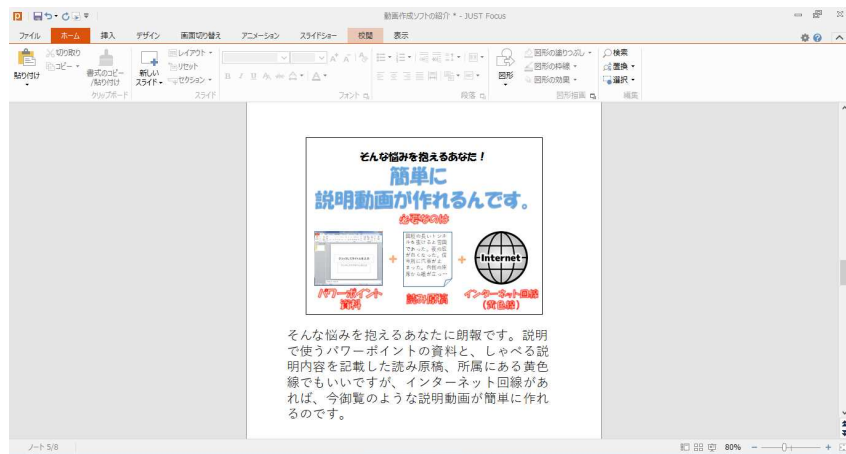 動画作成ソフトの紹介 * - JUST Focus
ファイル ホーム 挿入 デザイン 画面切り替え アニメーション スライドショー 校閲 表示
切り取り
コピー
貼り付け
書式のコピー
/貼り付け
クリップボード
新しい
スライド
レイアウト
リセット
セクション
スライド
フォント
段落
図形
図形の塗りつぶし
図形の枠線
図形の効果
図形描画
検索
置換
選択
編集
そんな悩みを抱えるあなた！
簡単に
説明動画が作れるんです。
必要なのは
Internet
パワーポイント
資料
読み原稿
インターネット回線
（黄色線）
そんな悩みを抱えるあなたに朗報です。説明
で使うパワーポイントの資料と、しゃべる説
明内容を記載した読み原稿、所属にある黄色
線でもいいですが、インターネット回線があ
れば、今御覧のような説明動画が簡単に作れ
るのです。
ノート 5/8
80%